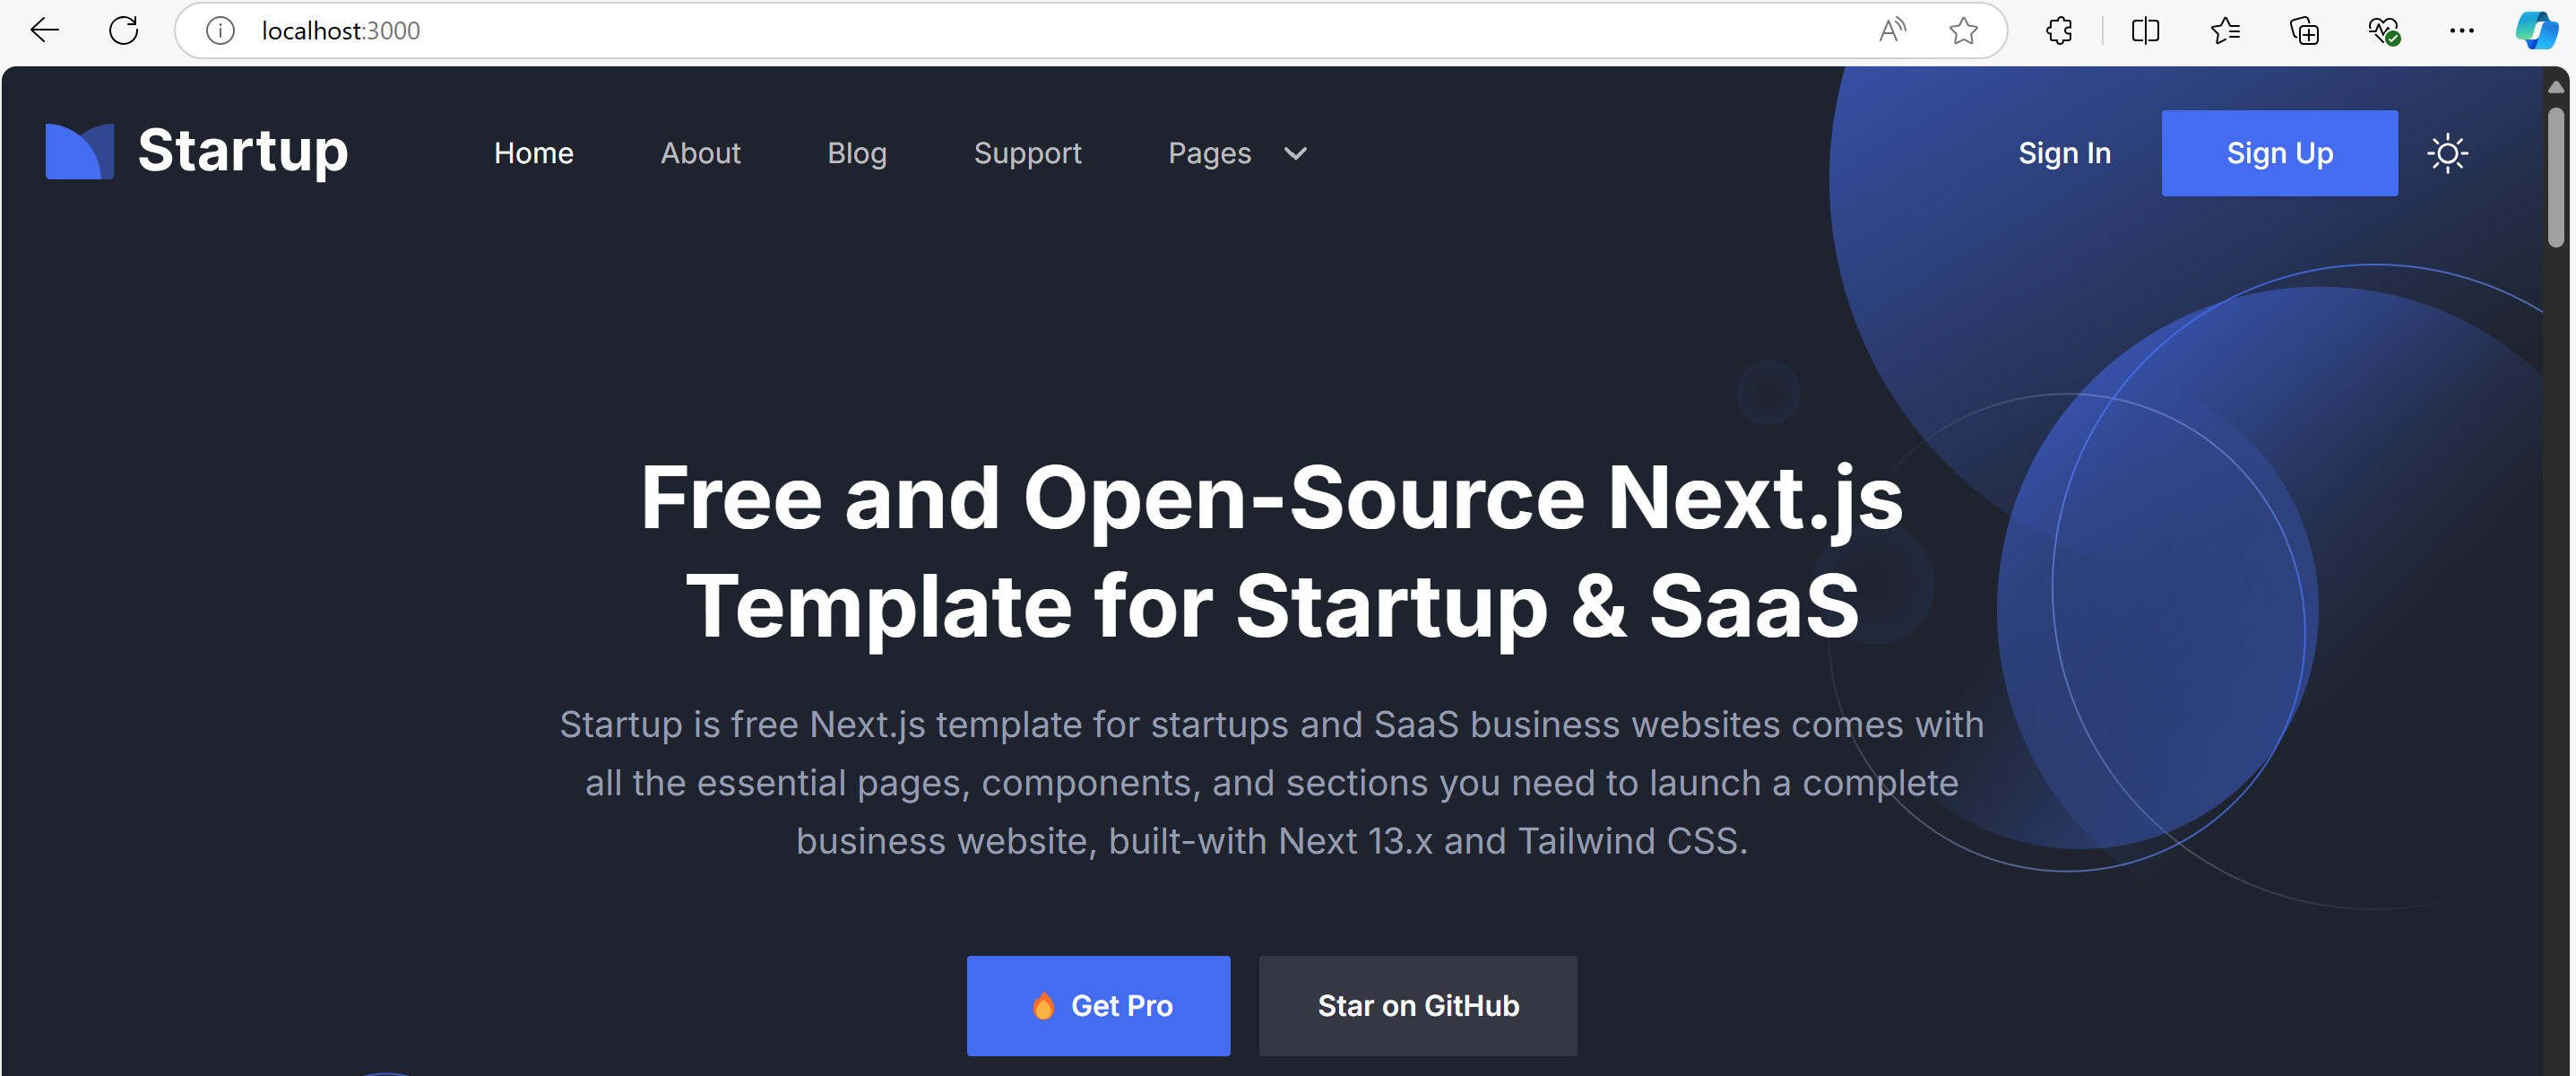 localhost:3000
Startup
Home About Blog Support Pages
Sign In Sign Up
Free and Open-Source Next.js
Template for Startup & SaaS
Startup is free Next.js template for startups and SaaS business websites comes with
all the essential pages, components, and sections you need to launch a complete
business website, built-with Next 13.x and Tailwind CSS.
🔥 Get Pro
Star on GitHub